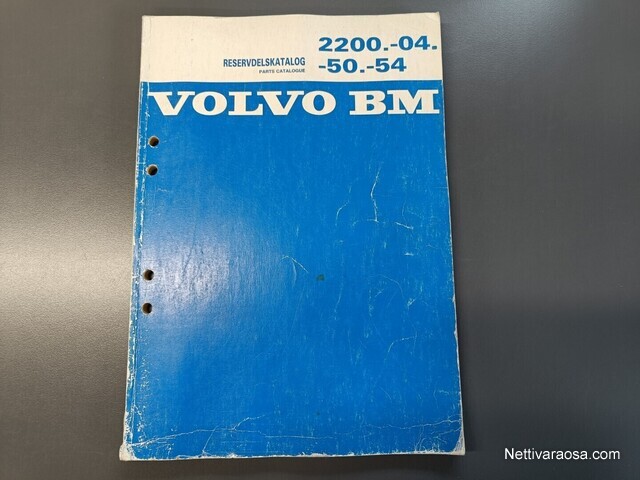 2200.-04.
RESERVDELSKATALOG
-50.-54
PARTS CATALOGUE
VOLVO BM
Nettivaraosa.com